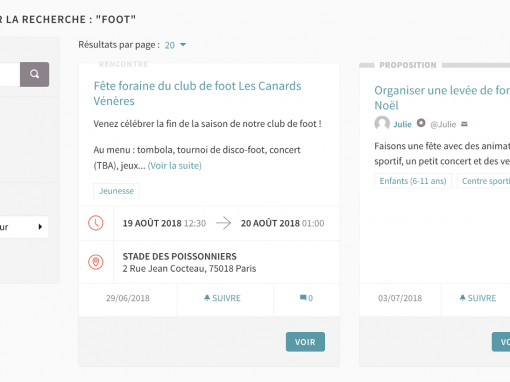 R LA RECHERCHE : "FOOT"
Résultats par page : 20
RENCONTRE
Fête foraine du club de foot Les Canards
Vénères
Venez célébrer la fin de la saison de notre club de foot !
Au menu : tombola, tournoi de disco-foot, concert
(TBA), jeux... (Voir la suite)
Jeunesse
19 AOÛT 2018 12:30 20 AOÛT 2018 01:00
STADE DES POISSONNIERS
2 Rue Jean Cocteau, 75018 Paris
29/06/2018 SUIVRE 0
VOIR
PROPOSITION
Organiser une levée de fon
Noël
Julie @Julie
Faisons une fête avec des animat
sportif, un petit concert et des ve
Enfants (6-11 ans) Centre sporti
03/07/2018 SUIVRE
VO
ur